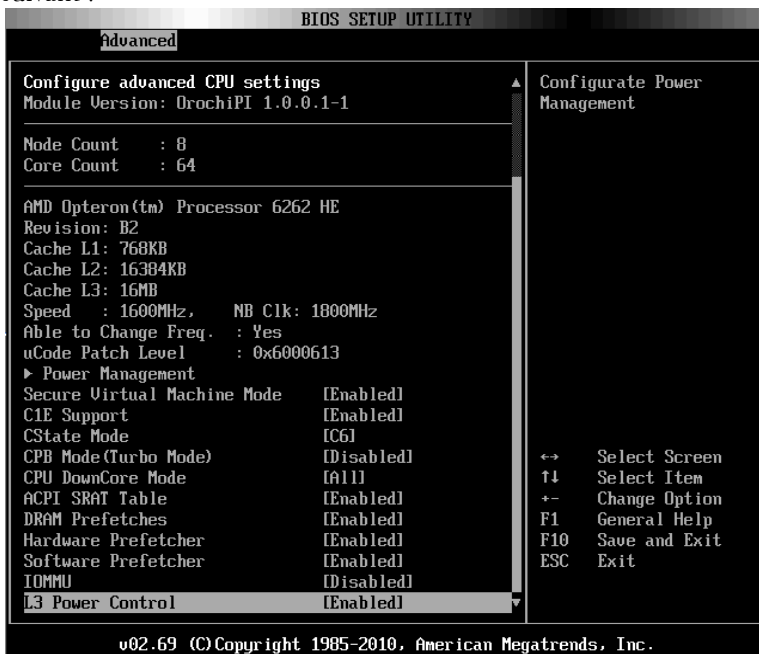 BIOS SETUP UTILITY
Advanced
Configure advanced CPU settings
Module Version: OrochiPI 1.0.0.1-1
Node Count : 8
Core Count : 64
AMD Opteron(tm) Processor 6262 HE
Revision: B2
Cache L1: 768KB
Cache L2: 16384KB
Cache L3: 16MB
Speed : 1600MHz, NB Clk: 1800MHz
Able to Change Freq. : Yes
uCode Patch Level : 0x6000613
▶ Power Management
Secure Virtual Machine Mode [Enabled]
C1E Support [Enabled]
CState Mode [C6]
CPB Mode(Turbo Mode) [Disabled]
CPU DownCore Mode [All]
ACPI SRAT Table [Enabled]
DRAM Prefetches [Enabled]
Hardware Prefetcher [Enabled]
Software Prefetcher [Enabled]
IOMMU [Disabled]
L3 Power Control [Enabled]
Configurate Power
Management
↔ Select Screen
↑↓ Select Item
+- Change Option
F1 General Help
F10 Save and Exit
ESC Exit
v02.69 (C)Copyright 1985-2010, American Megatrends, Inc.